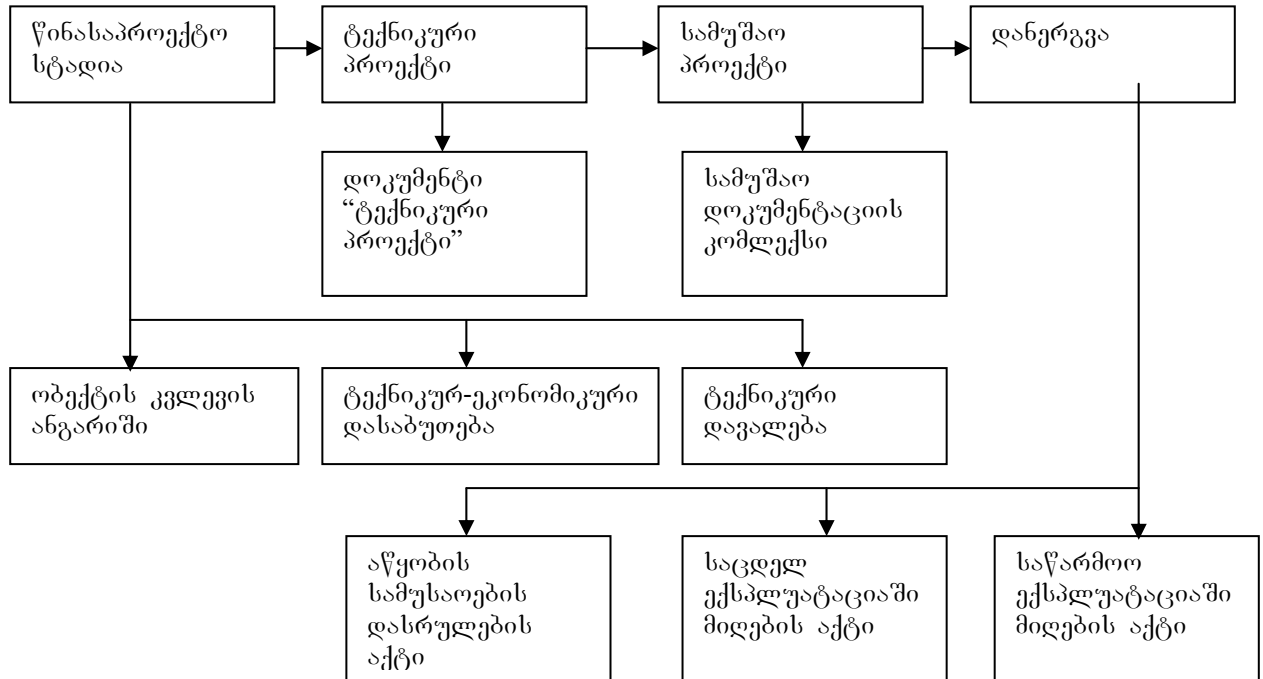 წინასაპროექტო
სტადია
ტექნიკური
პროექტი
სამუშაო
პროექტი
დანერგვა
დოკუმენტი
“ტექნიკური
პროექტი”
სამუშაო
დოკუმენტაციის
კომლექსი
ობექტის კვლევის
ანგარიში
ტექნიკურ-ეკონომიკური
დასაბუთება
ტექნიკური
დავალება
აწყობის
სამუსაოების
დასრულების
აქტი
საცდელ
ექსპლუატაციაში
მიღების აქტი
საწარმოო
ექსპლუატაციაში
მიღების აქტი